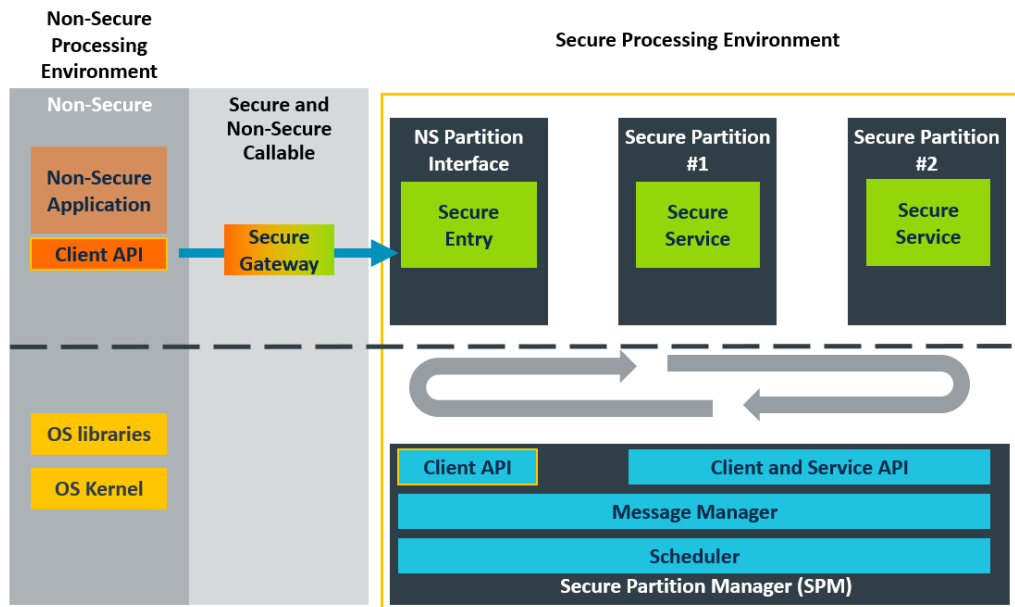 Non-Secure
Processing
Environment
Secure Processing Environment
Non-Secure
Secure and
Non-Secure
Callable
NS Partition
Interface
Secure Partition
#1
Secure Partition
#2
Non-Secure
Application
Client API
Secure
Gateway
Secure
Entry
Secure
Service
Secure
Service
OS libraries
OS Kernel
Client API
Client and Service API
Message Manager
Scheduler
Secure Partition Manager (SPM)